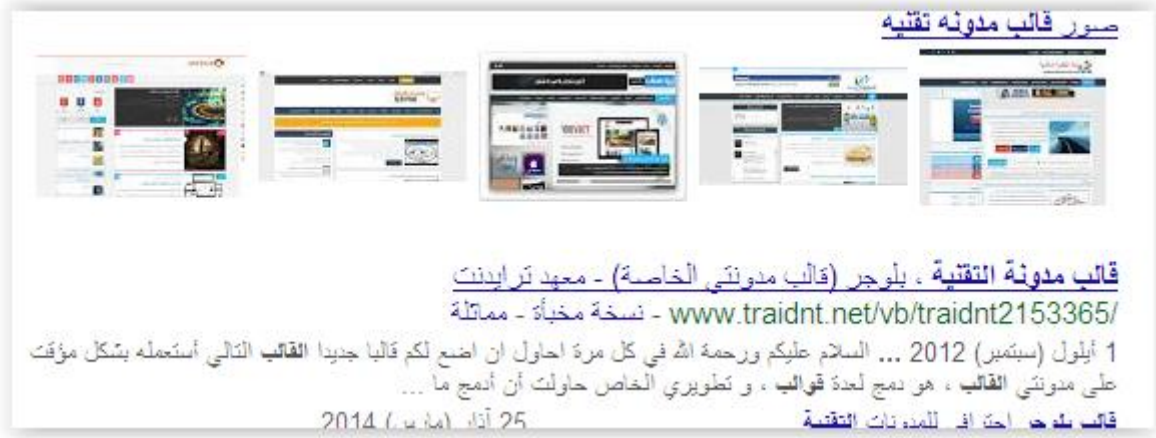 صور قالب مدونه تقنيه
قالب مدونة التقنية ، بلوجر (قالب مدونتي الخاصة) - معهد ترايدنت
www.traidnt.net/vb/traidnt2153365/ - نسخة مخبأة - مماثلة
1 أيلول (سبتمبر) 2012 ... السلام عليكم ورحمة الله في كل مرة احاول ان اضع لكم قالبا جديدا القالب التالي أستعمله بشكل مؤقت
على مدونتي القالب ، هو دمج لعدة قوالب ، و تطويري الخاص حاولت أن أدمج ما ...
قالب بلوجر احترافي للمدونات التقنية 25 آذار (مارس) 2014